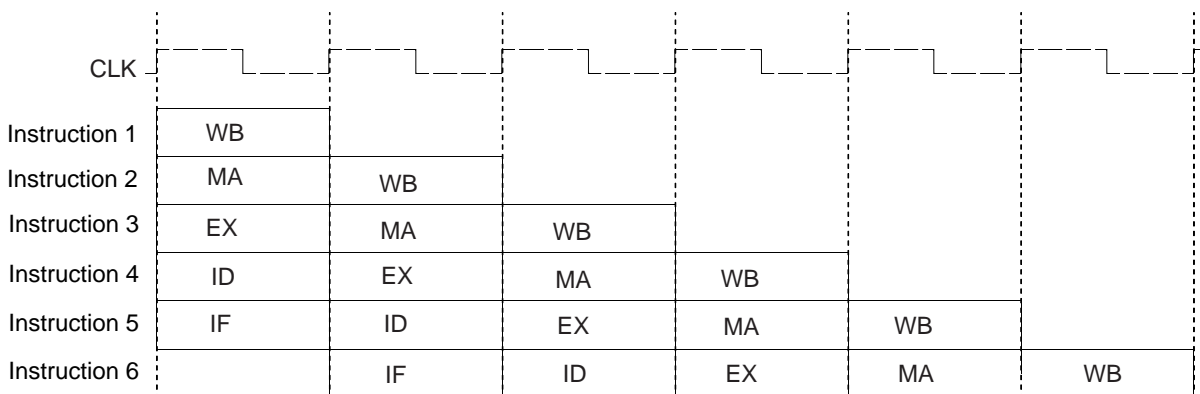 CLK
Instruction 1 WB
Instruction 2 MA WB
Instruction 3 EX MA WB
Instruction 4 ID EX MA WB
Instruction 5 IF ID EX MA WB
Instruction 6 IF ID EX MA WB